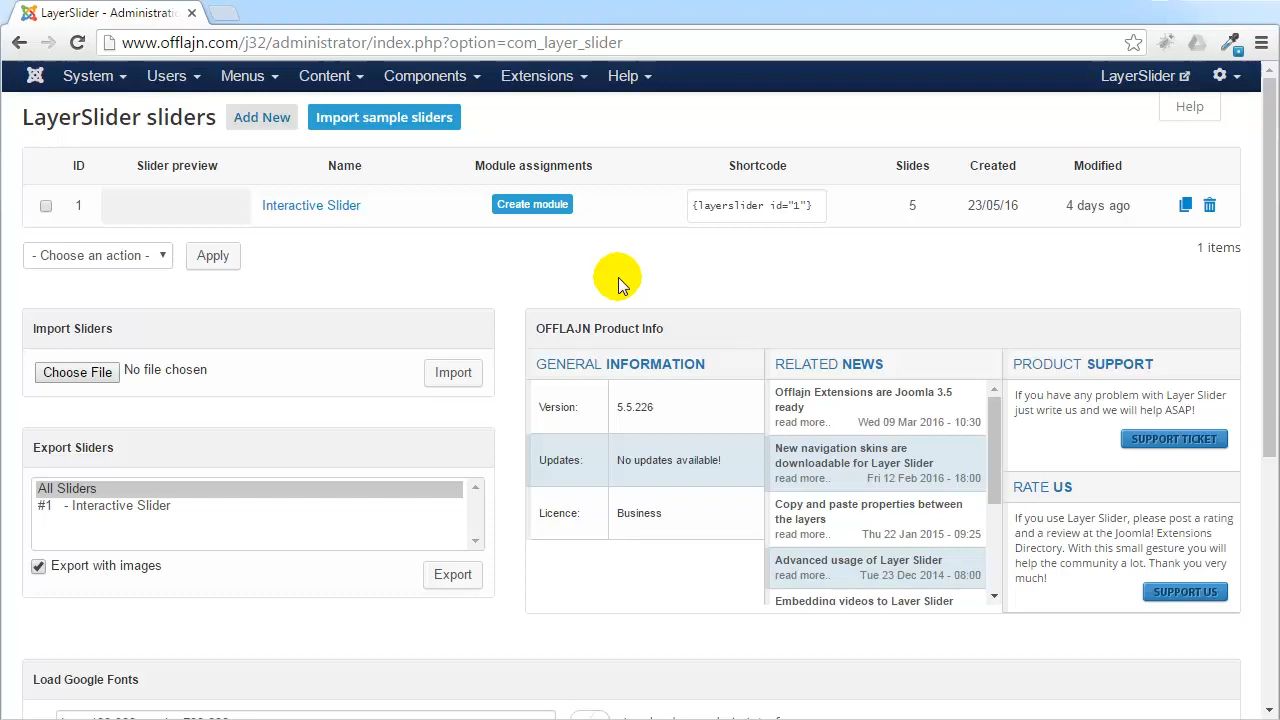 LayerSlider - Administratio
www.offlajn.com/j32/administrator/index.php?option=com_layer_slider
System Users Menus Content Components Extensions Help LayerSlider
LayerSlider sliders Add New Import sample sliders
Help
ID Slider preview Name Module assignments Shortcode Slides Created Modified
1 Interactive Slider Create module {layerslider id="1"} 5 23/05/16 4 days ago
- Choose an action - Apply
1 items
Import Sliders
Choose File No file chosen
Import
Export Sliders
All Sliders
#1 - Interactive Slider
Export with images
Export
OFFLAJN Product Info
GENERAL INFORMATION
Version: 5.5.226
Updates: No updates available!
Licence: Business
RELATED NEWS
Offlajn Extensions are Joomla 3.5
ready
read more.. Wed 09 Mar 2016 - 10:30
New navigation skins are
downloadable for Layer Slider
read more.. Fri 12 Feb 2016 - 18:00
Copy and paste properties between
the layers
read more.. Thu 22 Jan 2015 - 09:25
Advanced usage of Layer Slider
read more.. Tue 23 Dec 2014 - 08:00
Embedding videos to Layer Slider
PRODUCT SUPPORT
If you have any problem with Layer Slider
just write us and we will help ASAP!
SUPPORT TICKET
RATE US
If you use Layer Slider, please post a rating
and a review at the Joomla! Extensions
Directory. With this small gesture you will
help the community a lot. Thank you very
much!
SUPPORT US
Load Google Fonts